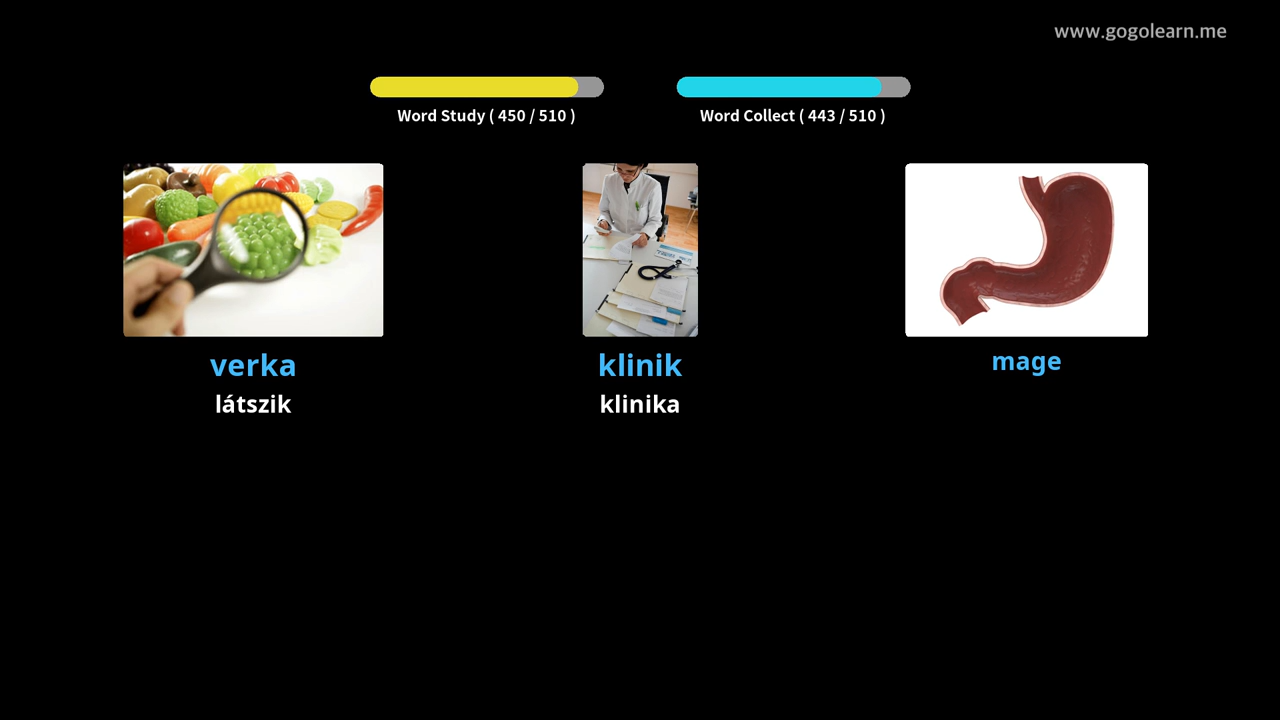 www.gogolearn.me
Word Study ( 450 / 510 )
Word Collect ( 443 / 510 )
verka
klinik
mage
látszik
klinika